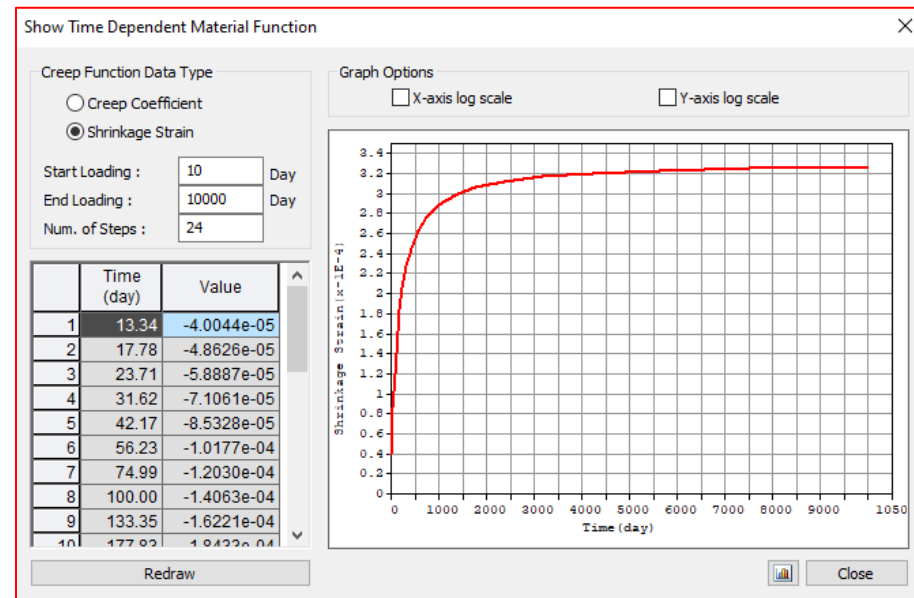 Show Time Dependent Material Function
Creep Function Data Type
Creep Coefficient
Shrinkage Strain
Start Loading : 10 Day
End Loading : 10000 Day
Num. of Steps : 24
Time (day) Value
1 13.34 -4.0044e-05
2 17.78 -4.8626e-05
3 23.71 -5.8887e-05
4 31.62 -7.1061e-05
5 42.17 -8.5328e-05
6 56.23 -1.0177e-04
7 74.99 -1.2030e-04
8 100.00 -1.4063e-04
9 133.35 -1.6221e-04
10 177.83 -1.8433e-04
Redraw
Graph Options
X-axis log scale Y-axis log scale
Shrinkage Strain(x-1E-4)
3.4
3.2
3
2.8
2.6
2.4
2.2
2
1.8
1.6
1.4
1.2
1
0.8
0.6
0.4
0.2
0
0 1000 2000 3000 4000 5000 6000 7000 8000 9000 1050
Time(day)
Close